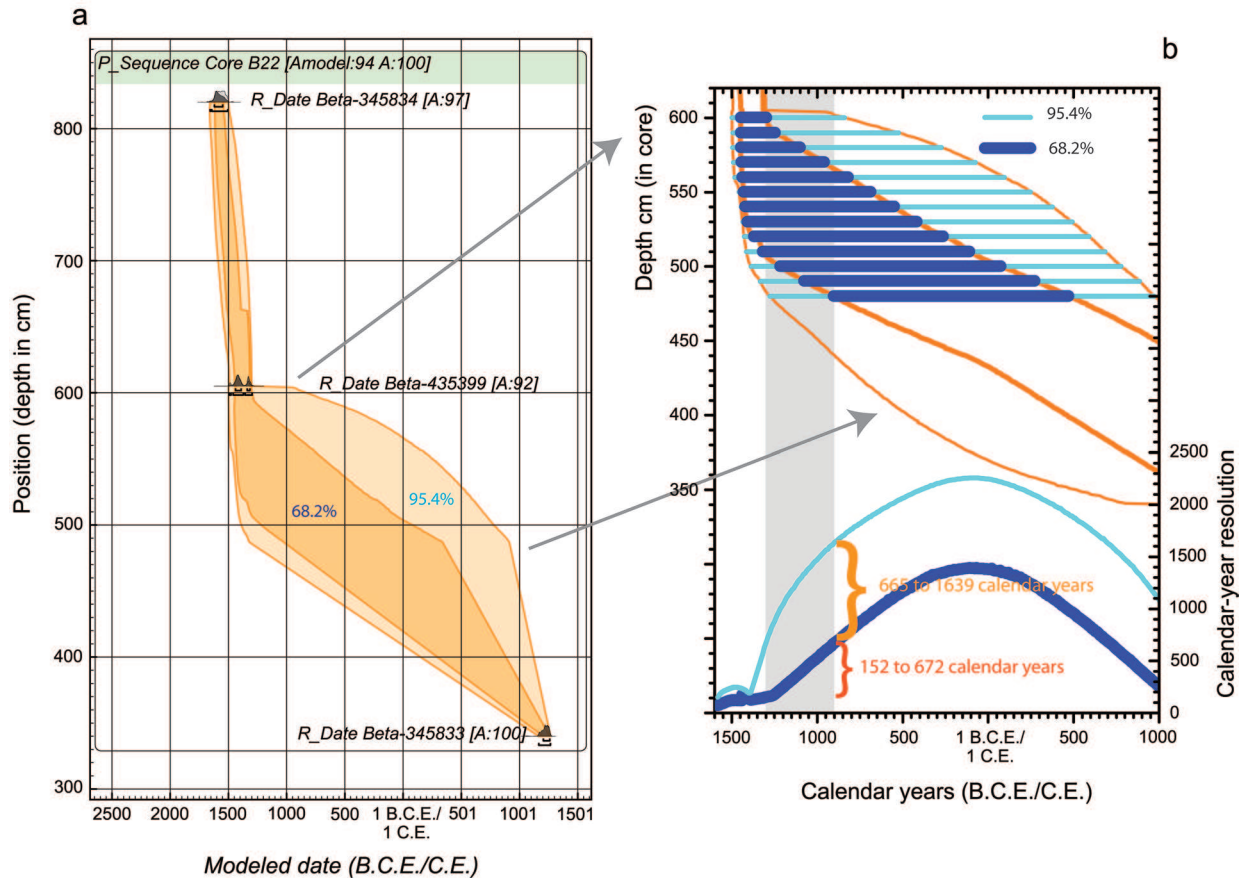 a
P_Sequence Core B22 [Amodel:94 A:100]
R_Date Beta-345834 [A:97]
R_Date Beta-435399 [A:92]
68.2%
95.4%
R_Date Beta-345833 [A:100]
800
700
600
500
400
300
Position (depth in cm)
2500 2000 1500 1000 500 1 B.C.E./ 501 1001 1501
1 C.E.
Modeled date (B.C.E./C.E.)
b
95.4%
68.2%
600
550
500
450
400
350
Depth cm (in core)
2500
2000
1500
1000
500
0
Calendar-year resolution
665 to 1639 calendar years
152 to 672 calendar years
1500 1000 500 1 B.C.E./ 500 1000
1 C.E.
Calendar years (B.C.E./C.E.)